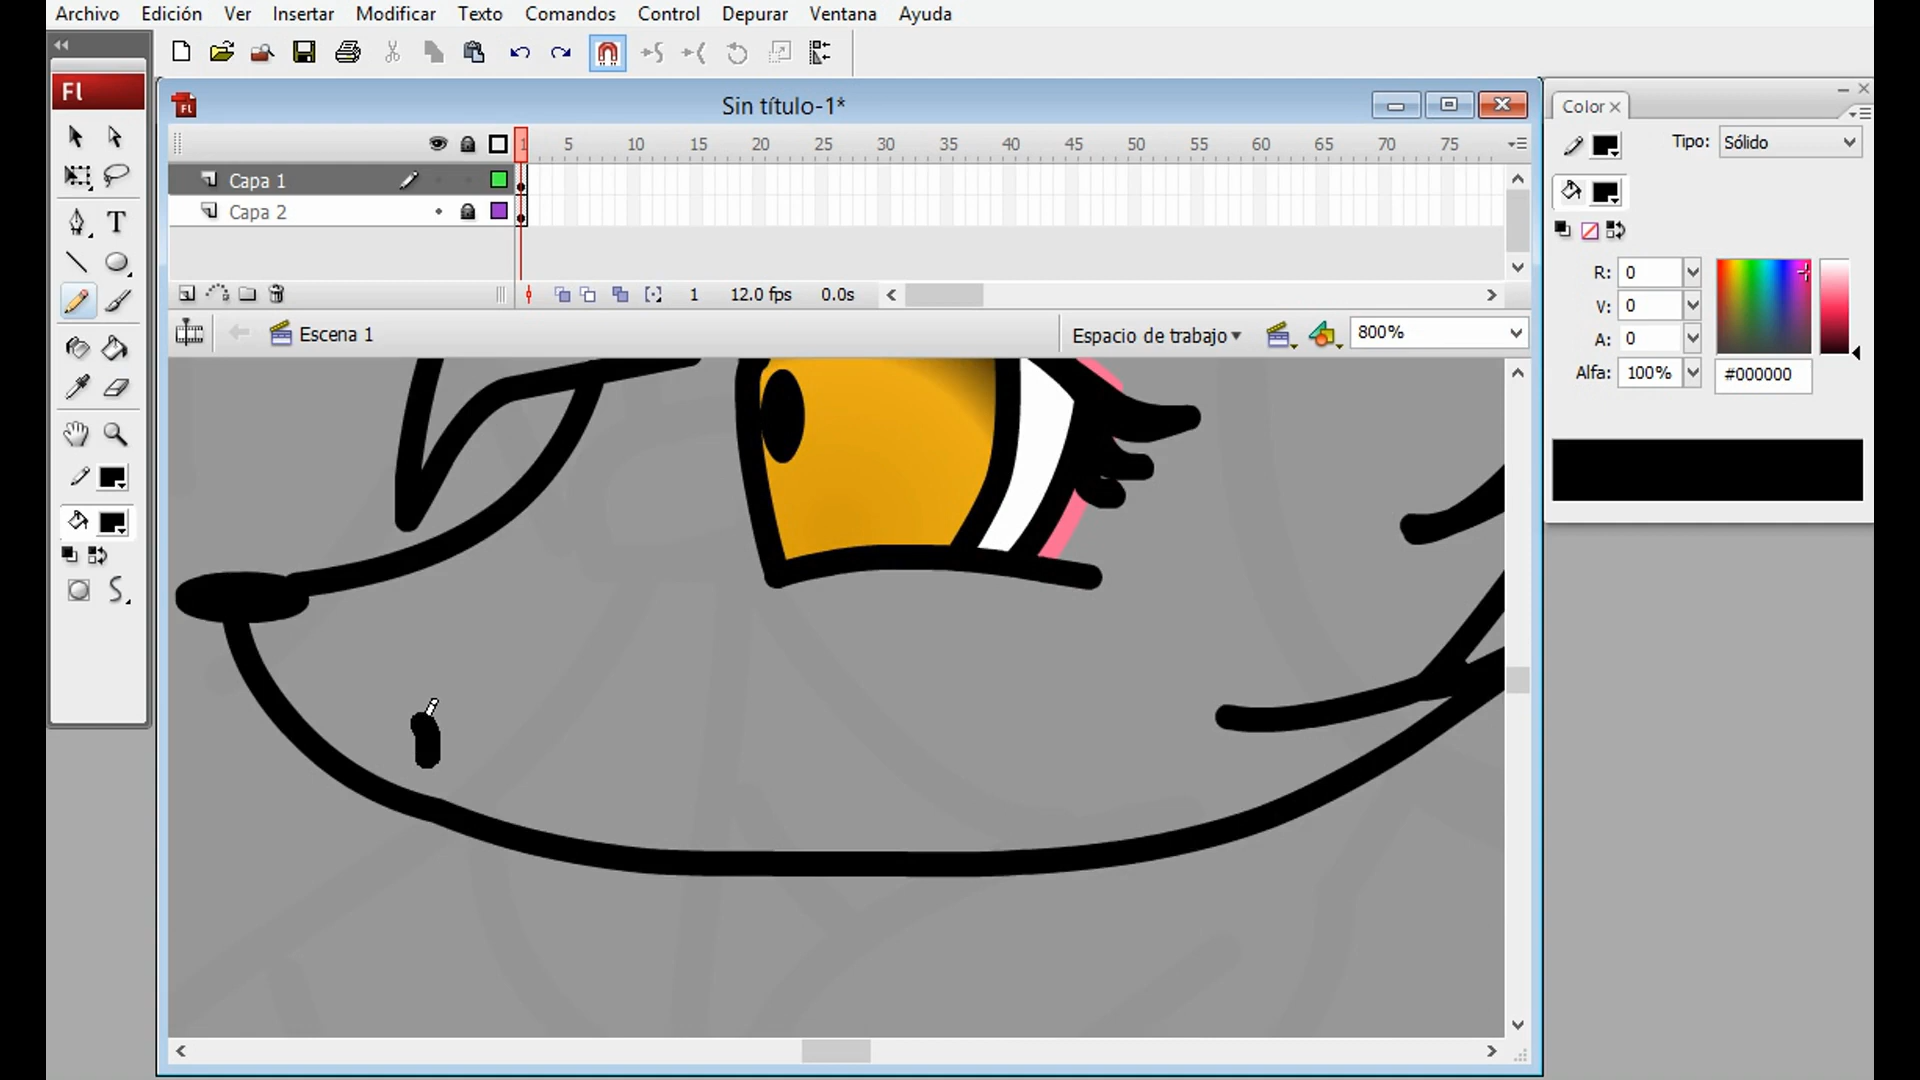 Archivo Edición Ver Insertar Modificar Texto Comandos Control Depurar Ventana Ayuda
Fl
Sin título-1*
Color
Tipo: Sólido
1 5 10 15 20 25 30 35 40 45 50 55 60 65 70 75
Capa 1
Capa 2
R: 0
V: 0
A: 0
Alfa: 100% #000000
1 12.0 fps 0.0s
Escena 1
Espacio de trabajo
800%